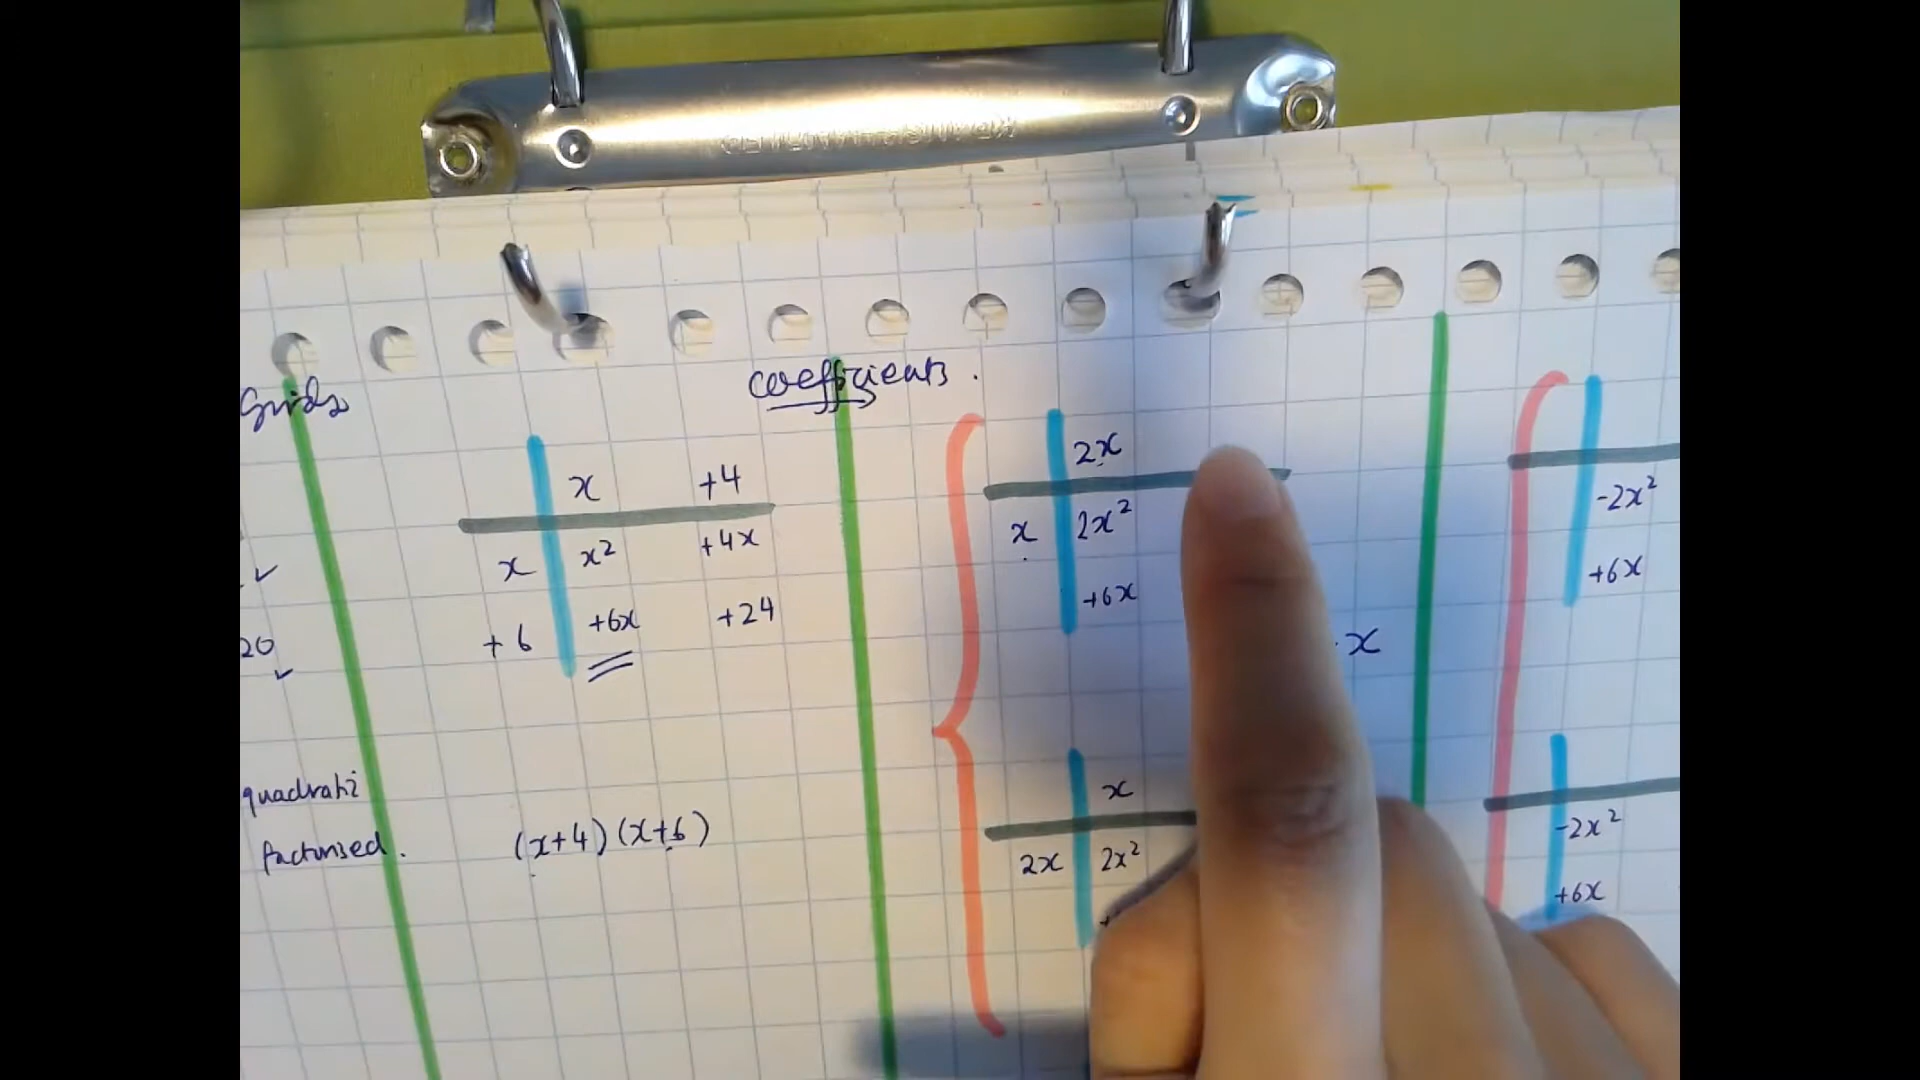 Grids
coefficients.
x +4
x x² +4x
+6 +6x +24
20
quadrati
factorised.
(x+4)(x+6)
2x
x 2x²
+6x
x
x
2x 2x²
-2x²
+6x
-2x²
+6x